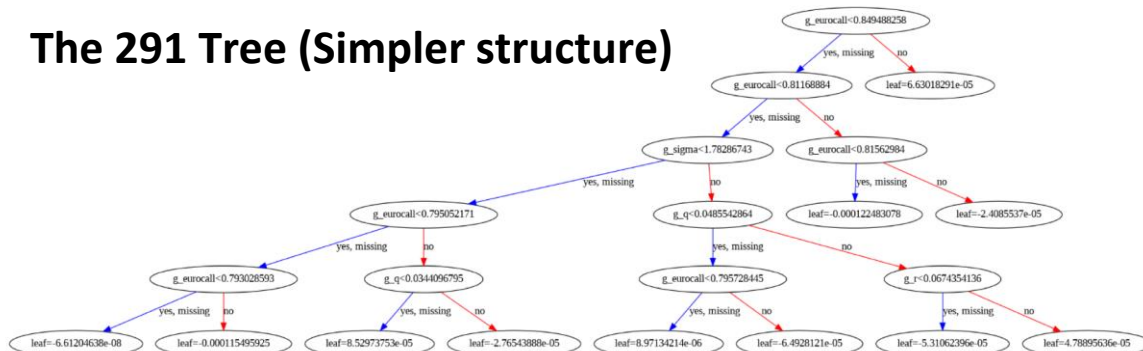 The 291 Tree (Simpler structure)
g_eurocall<0.849488258
yes, missing
no
g_eurocall<0.81168884
leaf=6.63018291e-05
yes, missing
no
g_sigma<1.78286743
g_eurocall<0.81562984
yes, missing
no
yes, missing
no
g_eurocall<0.795052171
g_q<0.0485542864
leaf=-0.000122483078
leaf=-2.4085537e-05
yes, missing
no
yes, missing
no
g_eurocall<0.793028593
g_q<0.0344096795
g_eurocall<0.795728445
g_r<0.0674354136
yes, missing
no
yes, missing
no
yes, missing
no
yes, missing
no
leaf=-6.61204638e-08
leaf=-0.000115495925
leaf=8.52973753e-05
leaf=-2.76543888e-05
leaf=8.97134214e-06
leaf=-6.4928121e-05
leaf=-5.31062396e-05
leaf=4.78895636e-05